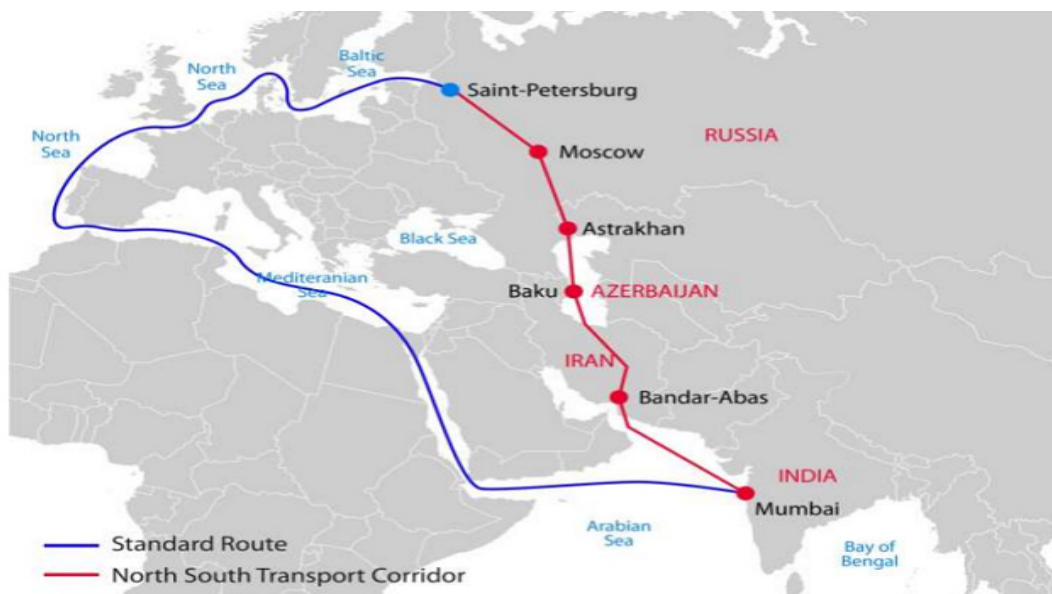 Baltic
Sea
North
Sea
Saint-Petersburg
North
Sea
RUSSIA
Moscow
Astrakhan
Black Sea
Mediteranian
Sea
Baku
AZERBAIJAN
IRAN
Bandar-Abas
INDIA
Mumbai
Arabian
Sea
Bay of
Bengal
Standard Route
North South Transport Corridor